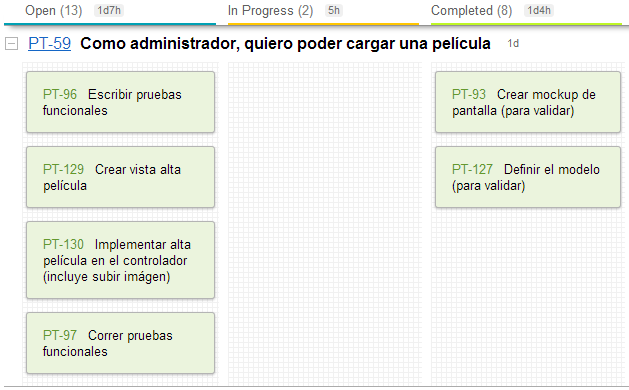 Open (13) 1d7h
In Progress (2) 5h
Completed (8) 1d4h
PT-59 Como administrador, quiero poder cargar una película 1d
PT-96 Escribir pruebas
funcionales
PT-129 Crear vista alta
película
PT-130 Implementar alta
película en el controlador
(incluye subir imágen)
PT-97 Correr pruebas
funcionales
PT-93 Crear mockup de
pantalla (para validar)
PT-127 Definir el modelo
(para validar)